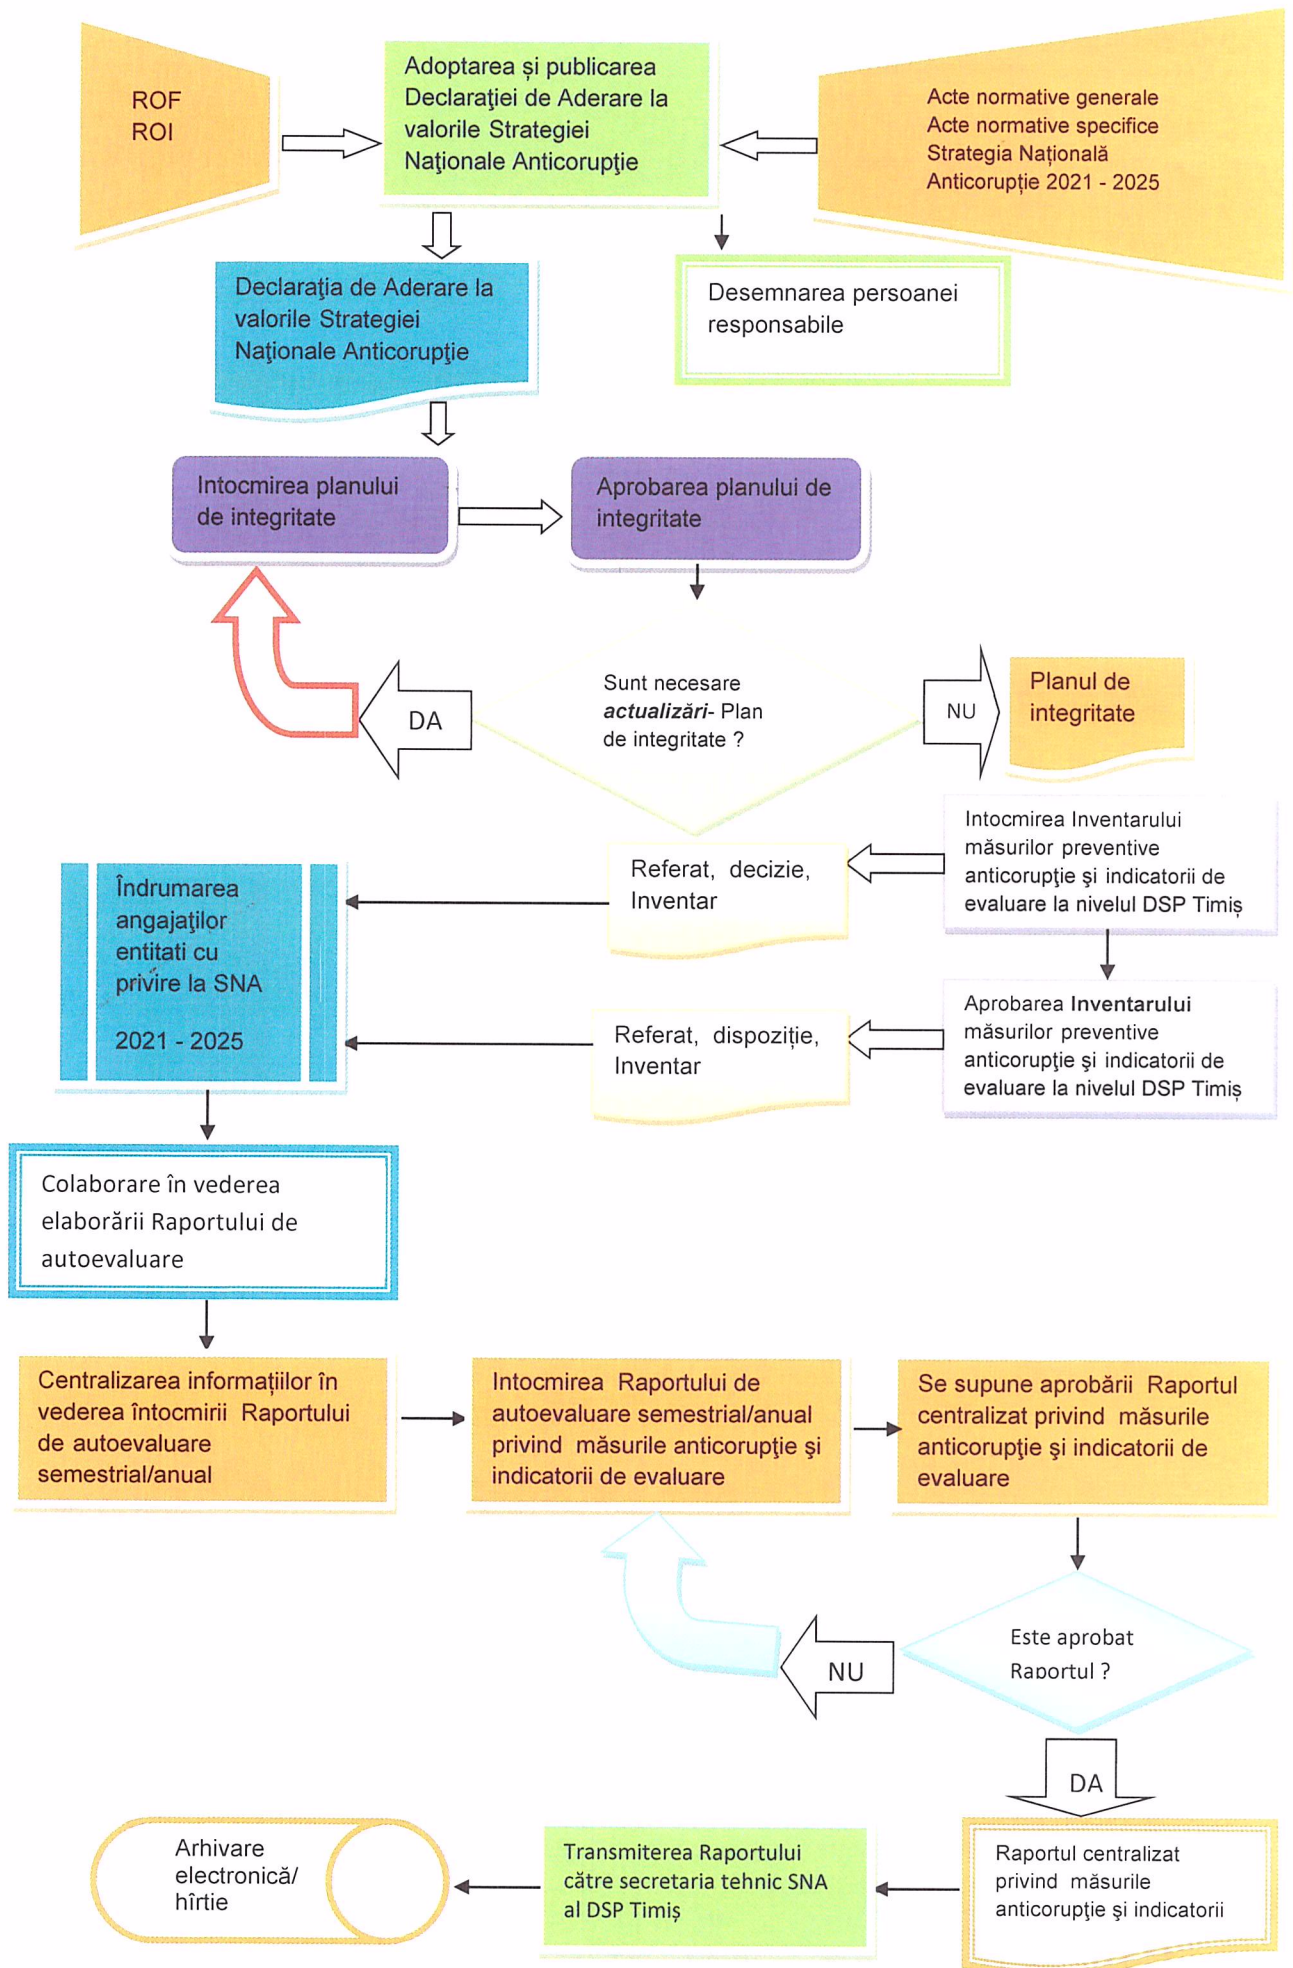 ROF
ROI
Adoptarea și publicarea
Declaraţiei de Aderare la
valorile Strategiei
Naţionale Anticorupţie
Acte normative generale
Acte normative specifice
Strategia Națională
Anticorupție 2021 - 2025
Declaraţia de Aderare la
valorile Strategiei
Naţionale Anticorupţie
Desemnarea persoanei
responsabile
Intocmirea planului
de integritate
Aprobarea planului de
integritate
Sunt necesare
actualizări- Plan
de integritate ?
DA
NU
Planul de
integritate
Intocmirea Inventarului
măsurilor preventive
anticorupţie şi indicatorii de
evaluare la nivelul DSP Timiș
Referat, decizie,
Inventar
Îndrumarea
angajaţilor
entitati cu
privire la SNA
2021 - 2025
Aprobarea Inventarului
măsurilor preventive
anticorupţie şi indicatorii de
evaluare la nivelul DSP Timiș
Referat, dispoziție,
Inventar
Colaborare în vederea
elaborării Raportului de
autoevaluare
Centralizarea informațiilor în
vederea întocmirii Raportului
de autoevaluare
semestrial/anual
Intocmirea Raportului de
autoevaluare semestrial/anual
privind măsurile anticorupţie şi
indicatorii de evaluare
Se supune aprobării Raportul
centralizat privind măsurile
anticorupţie şi indicatorii de
evaluare
Este aprobat
Raportul ?
NU
DA
Raportul centralizat
privind măsurile
anticorupţie şi indicatorii
Transmiterea Raportului
către secretaria tehnic SNA
al DSP Timiș
Arhivare
electronică/
hîrtie